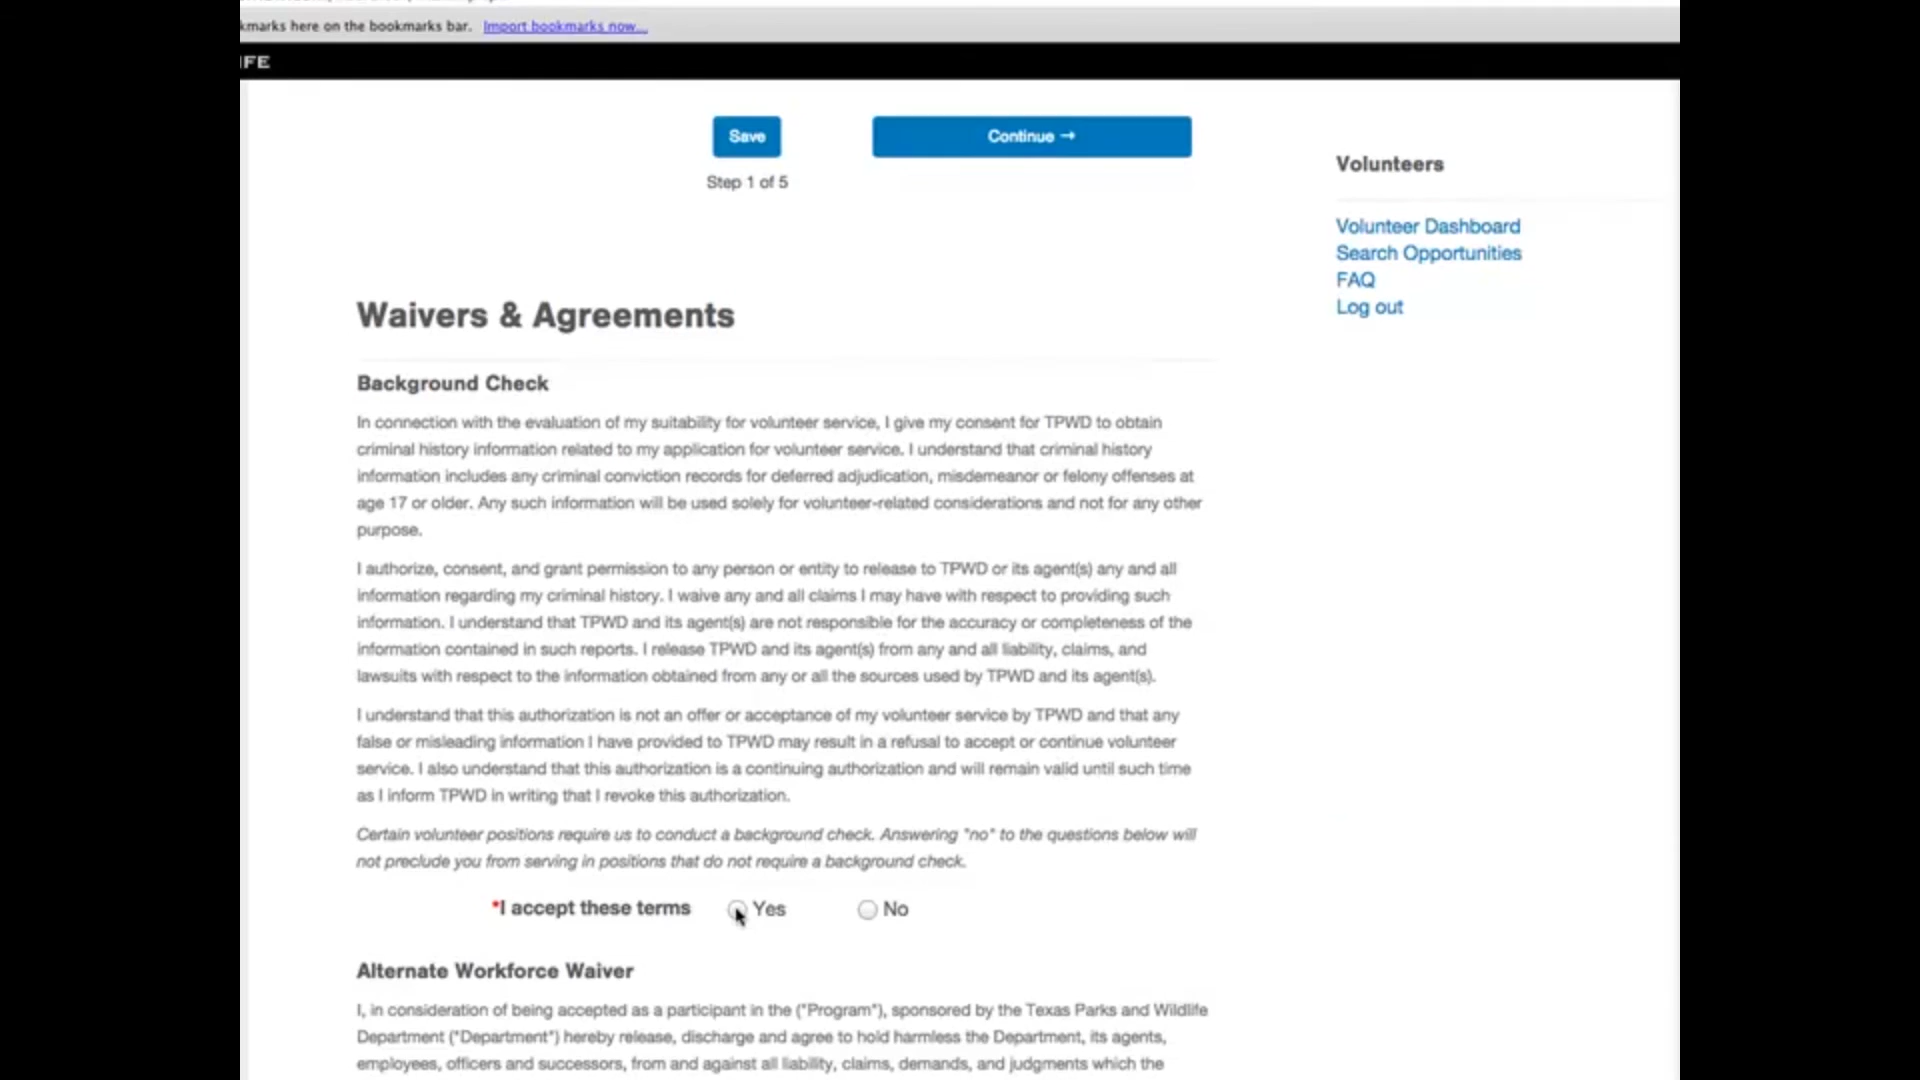 here on the bookmarks bar. Import bookmarks now...
IFE
Save
Continue →
Step 1 of 5
Volunteers
Volunteer Dashboard
Search Opportunities
FAQ
Log out
Waivers & Agreements
Background Check
In connection with the evaluation of my suitability for volunteer service, I give my consent for TPWD to obtain
criminal history information related to my application for volunteer service. I understand that criminal history
information includes any criminal conviction records for deferred adjudication, misdemeanor or felony offenses at
age 17 or older. Any such information will be used solely for volunteer-related considerations and not for any other
purpose.
I authorize, consent, and grant permission to any person or entity to release to TPWD or its agent(s) any and all
information regarding my criminal history. I waive any and all claims I may have with respect to providing such
information. I understand that TPWD and its agent(s) are not responsible for the accuracy or completeness of the
information contained in such reports. I release TPWD and its agent(s) from any and all liability, claims, and
lawsuits with respect to the information obtained from any or all the sources used by TPWD and its agent(s).
I understand that this authorization is not an offer or acceptance of my volunteer service by TPWD and that any
false or misleading information I have provided to TPWD may result in a refusal to accept or continue volunteer
service. I also understand that this authorization is a continuing authorization and will remain valid until such time
as I inform TPWD in writing that I revoke this authorization.
Certain volunteer positions require us to conduct a background check. Answering "no" to the questions below will
not preclude you from serving in positions that do not require a background check.
*I accept these terms Yes No
Alternate Workforce Waiver
I, in consideration of being accepted as a participant in the ("Program"), sponsored by the Texas Parks and Wildlife
Department ("Department") hereby release, discharge and agree to hold harmless the Department, its agents,
employees, officers and successors, from and against all liability, claims, demands, and judgments which the